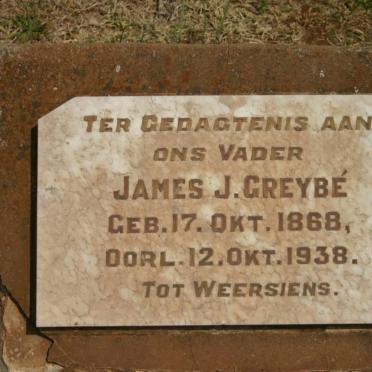 TER GEDAGTENIS AAN
ONS VADER
JAMES J. GREYBÉ
GEB. 17. OKT. 1868,
OORL. 12. OKT. 1938.
TOT WEERSIENS.